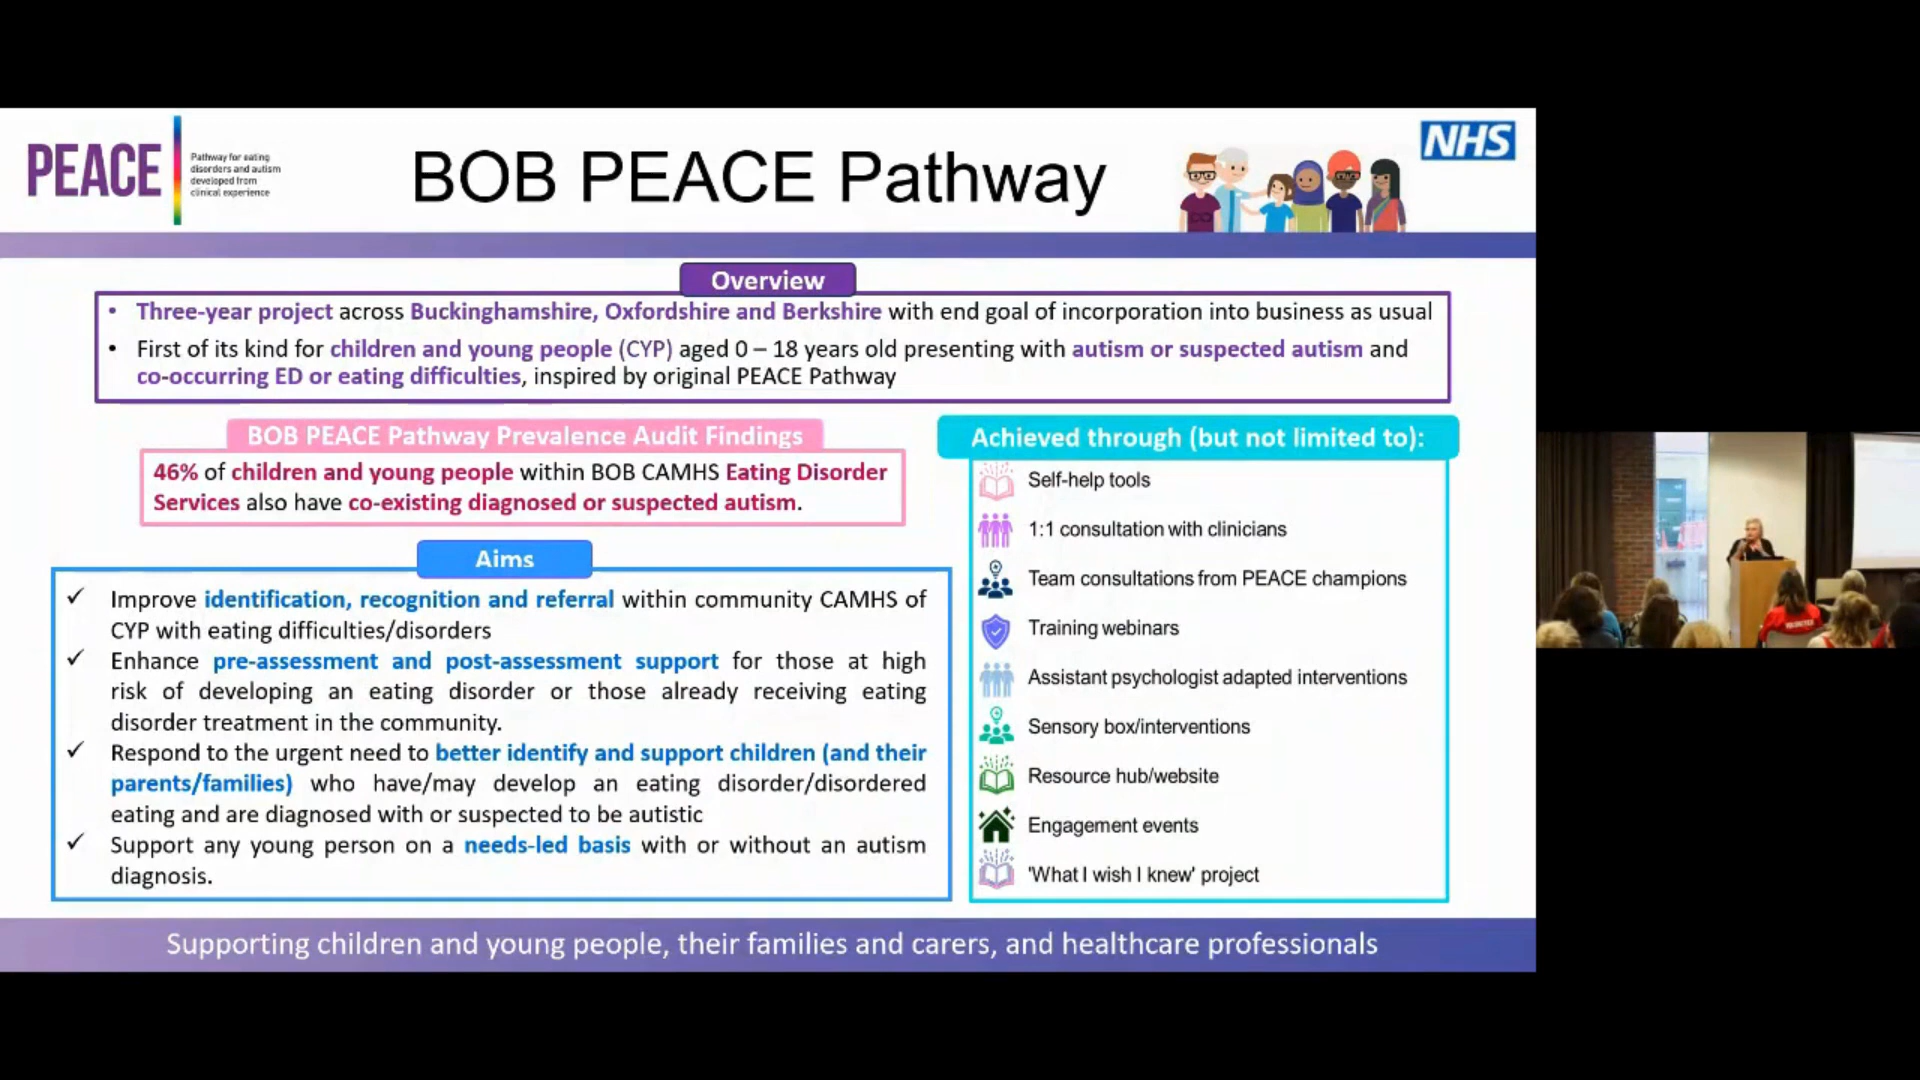 PEACE
Pathway for eating
disorders and autism
developed from
clinical experience
BOB PEACE Pathway
NHS
Overview
• Three-year project across Buckinghamshire, Oxfordshire and Berkshire with end goal of incorporation into business as usual
• First of its kind for children and young people (CYP) aged 0 – 18 years old presenting with autism or suspected autism and
co-occurring ED or eating difficulties, inspired by original PEACE Pathway
BOB PEACE Pathway Prevalence Audit Findings
46% of children and young people within BOB CAMHS Eating Disorder
Services also have co-existing diagnosed or suspected autism.
Aims
✓ Improve identification, recognition and referral within community CAMHS of
CYP with eating difficulties/disorders
✓ Enhance pre-assessment and post-assessment support for those at high
risk of developing an eating disorder or those already receiving eating
disorder treatment in the community.
✓ Respond to the urgent need to better identify and support children (and their
parents/families) who have/may develop an eating disorder/disordered
eating and are diagnosed with or suspected to be autistic
✓ Support any young person on a needs-led basis with or without an autism
diagnosis.
Achieved through (but not limited to):
Self-help tools
1:1 consultation with clinicians
Team consultations from PEACE champions
Training webinars
Assistant psychologist adapted interventions
Sensory box/interventions
Resource hub/website
Engagement events
'What I wish I knew' project
Supporting children and young people, their families and carers, and healthcare professionals
VOLUNTEER